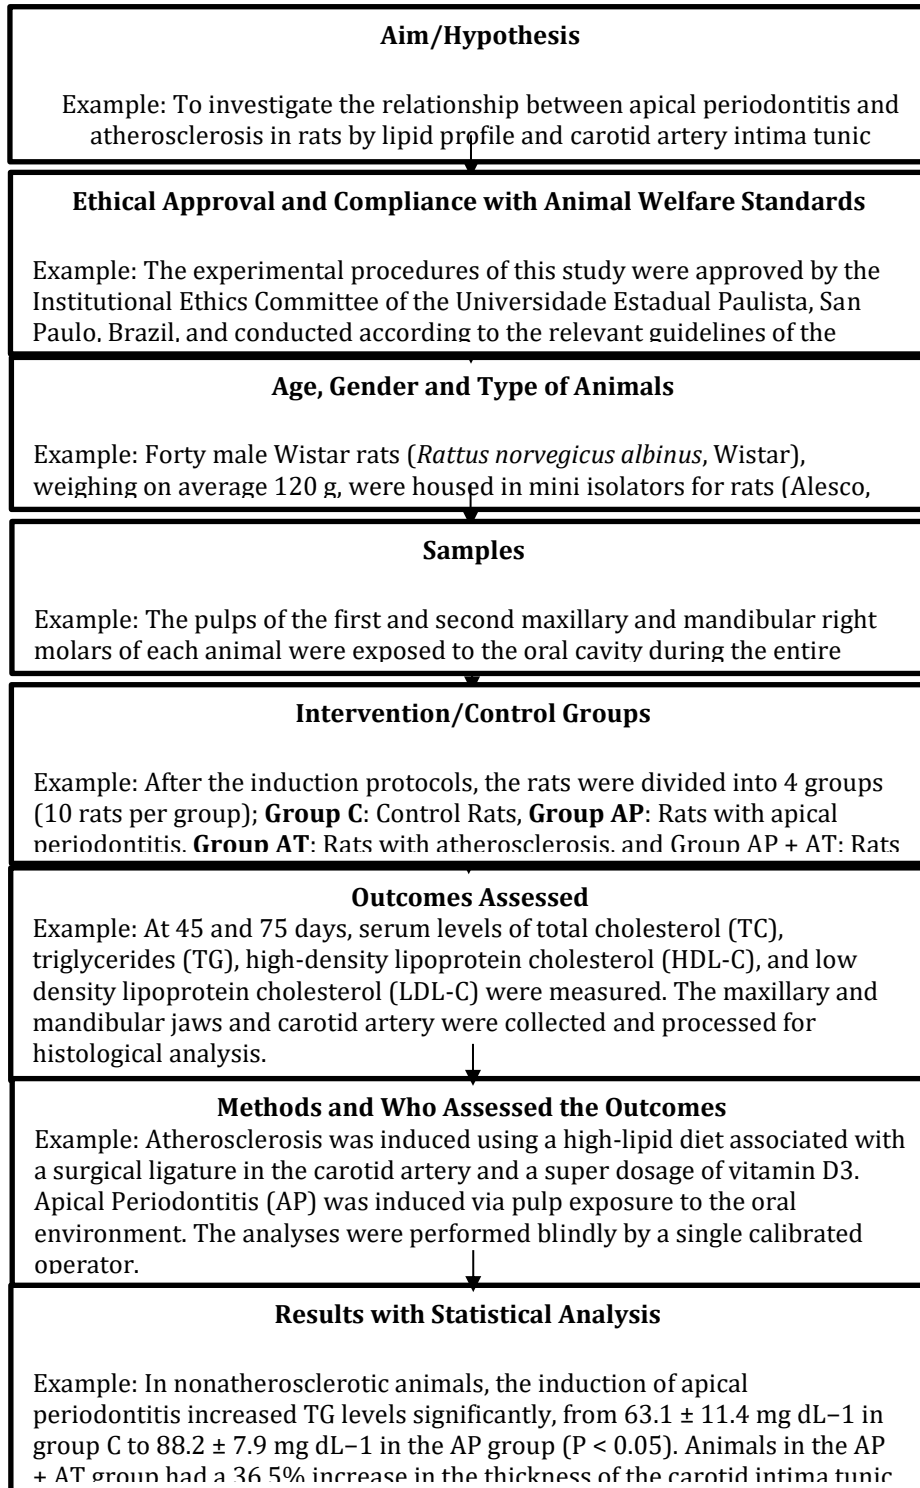 Aim/Hypothesis
Example: To investigate the relationship between apical periodontitis and
atherosclerosis in rats by lipid profile and carotid artery intima tunic
Ethical Approval and Compliance with Animal Welfare Standards
Example: The experimental procedures of this study were approved by the
Institutional Ethics Committee of the Universidade Estadual Paulista, San
Paulo, Brazil, and conducted according to the relevant guidelines of the
Age, Gender and Type of Animals
Example: Forty male Wistar rats (Rattus norvegicus albinus, Wistar),
weighing on average 120 g, were housed in mini isolators for rats (Alesco,
Samples
Example: The pulps of the first and second maxillary and mandibular right
molars of each animal were exposed to the oral cavity during the entire
Intervention/Control Groups
Example: After the induction protocols, the rats were divided into 4 groups
(10 rats per group); Group C: Control Rats, Group AP: Rats with apical
periodontitis, Group AT: Rats with atherosclerosis, and Group AP + AT: Rats
Outcomes Assessed
Example: At 45 and 75 days, serum levels of total cholesterol (TC),
triglycerides (TG), high-density lipoprotein cholesterol (HDL-C), and low
density lipoprotein cholesterol (LDL-C) were measured. The maxillary and
mandibular jaws and carotid artery were collected and processed for
histological analysis.
Methods and Who Assessed the Outcomes
Example: Atherosclerosis was induced using a high-lipid diet associated with
a surgical ligature in the carotid artery and a super dosage of vitamin D3.
Apical Periodontitis (AP) was induced via pulp exposure to the oral
environment. The analyses were performed blindly by a single calibrated
operator.
Results with Statistical Analysis
Example: In nonatherosclerotic animals, the induction of apical
periodontitis increased TG levels significantly, from 63.1 ± 11.4 mg dL−1 in
group C to 88.2 ± 7.9 mg dL−1 in the AP group (P < 0.05). Animals in the AP
+ AT group had a 36.5% increase in the thickness of the carotid intima tunic